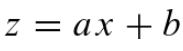 z = ax + b